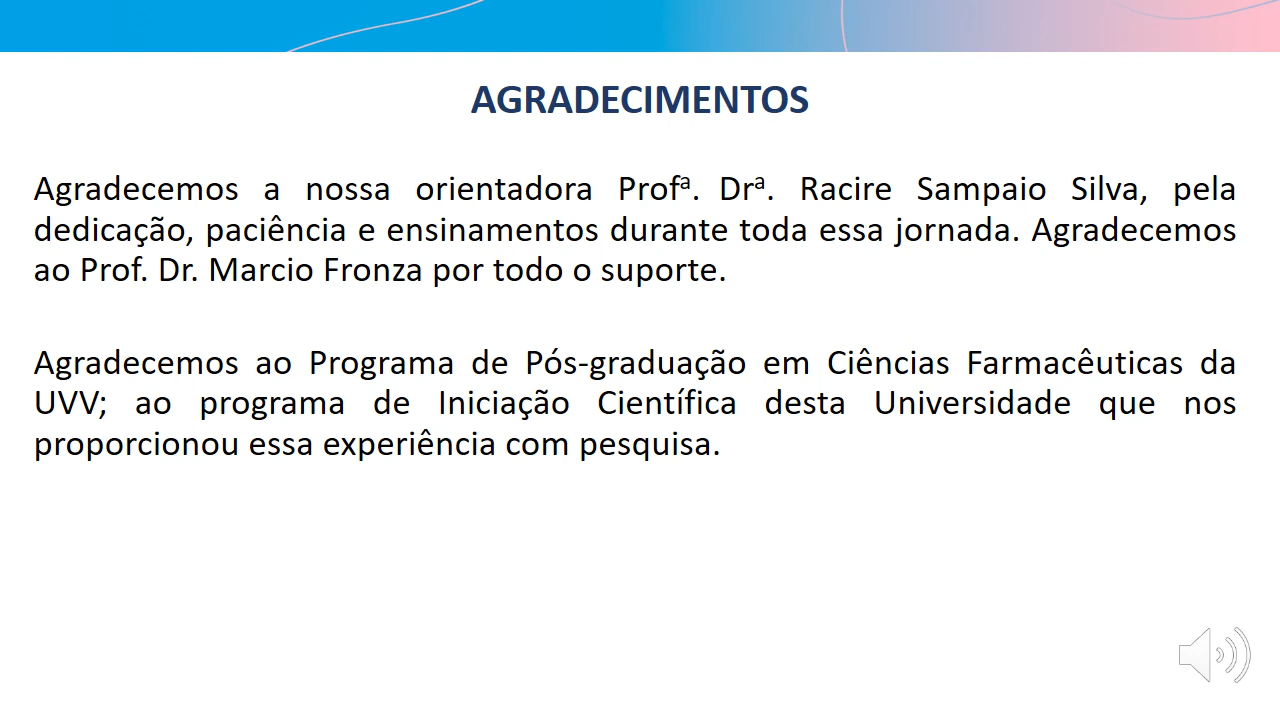 AGRADECIMENTOS
Agradecemos a nossa orientadora Profª. Drª. Racire Sampaio Silva, pela
dedicação, paciência e ensinamentos durante toda essa jornada. Agradecemos
ao Prof. Dr. Marcio Fronza por todo o suporte.
Agradecemos ao Programa de Pós-graduação em Ciências Farmacêuticas da
UVV; ao programa de Iniciação Científica desta Universidade que nos
proporcionou essa experiência com pesquisa.